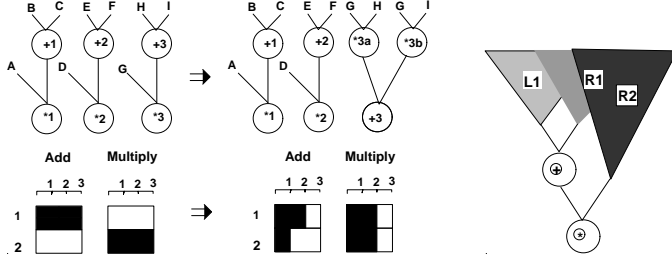 B C E F H I
+1 +2 +3
A D G
*1 *2 *3
⇒
B C E F G H G I
+1 +2 *3a *3b
A D
*1 *2 +3
L1 R1 R2
+
*
Add Multiply
1 2 3 1 2 3
1
2
⇒
Add Multiply
1 2 3 1 2 3
1
2